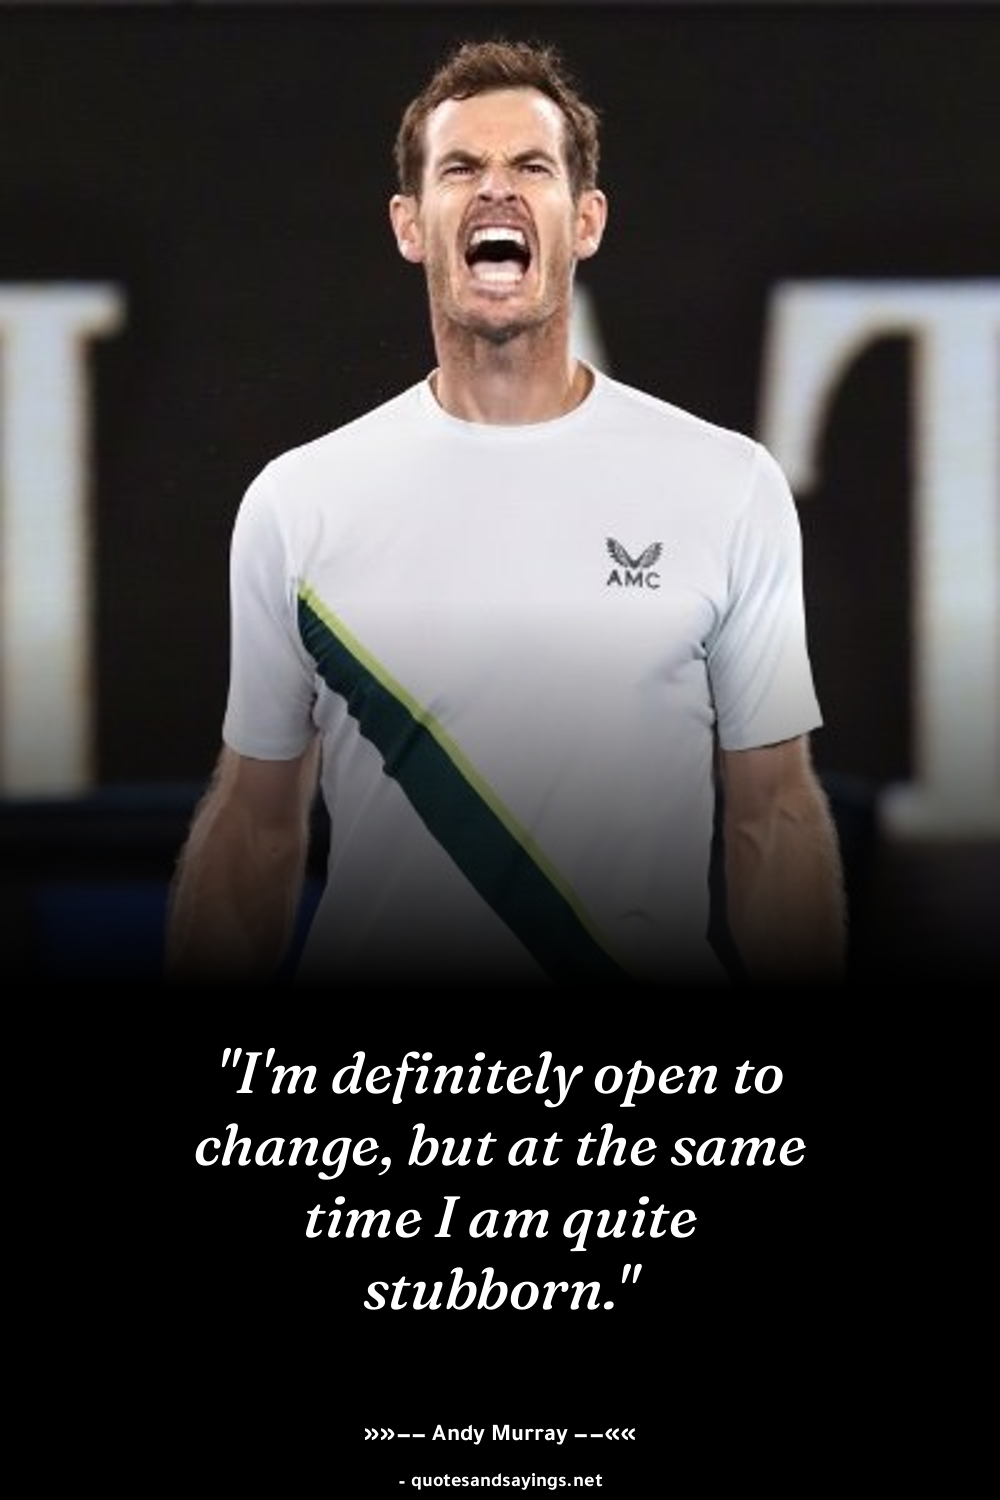 AMC
"I'm definitely open to
change, but at the same
time I am quite
stubborn."
»»–– Andy Murray ––««
- quotesandsayings.net